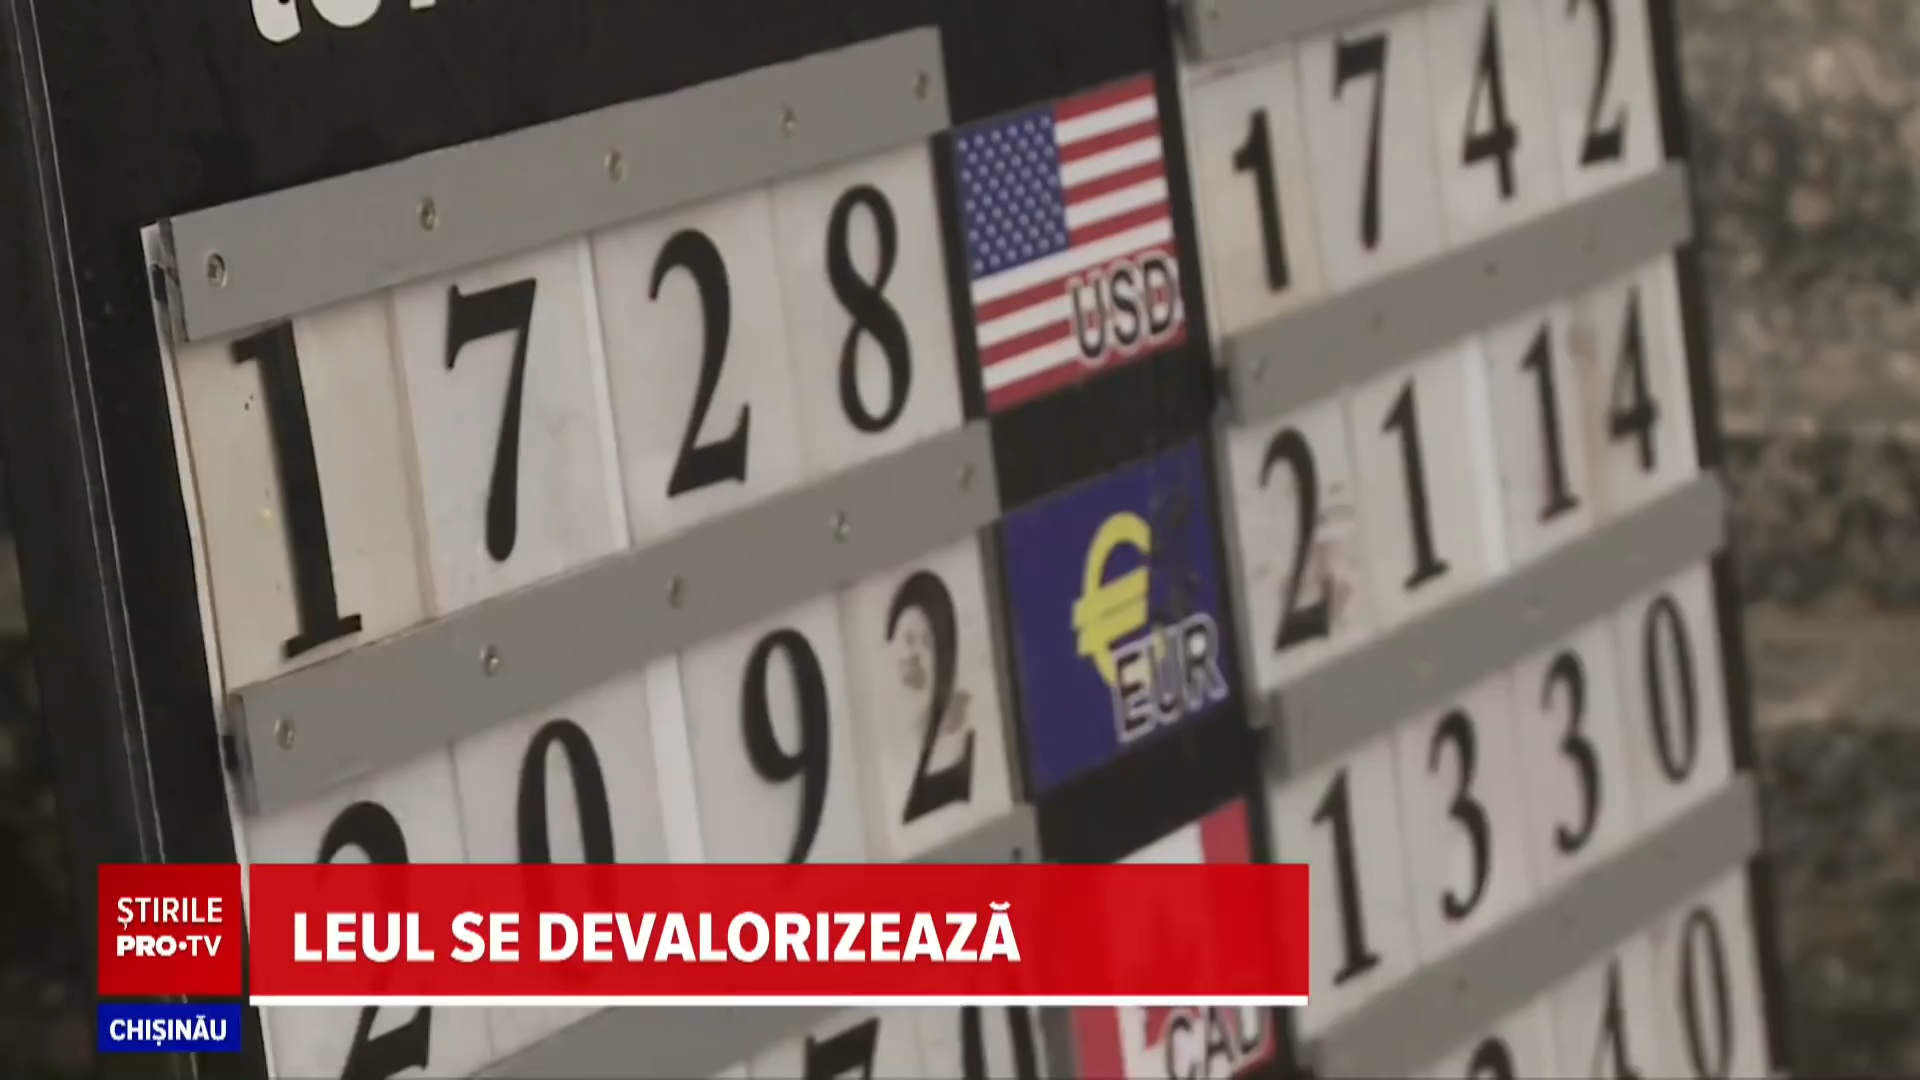 1728 USD 1742
2092 EUR 2114
CAD 1330
ȘTIRILE
PRO•TV
LEUL SE DEVALORIZEAZĂ
CHIȘINĂU